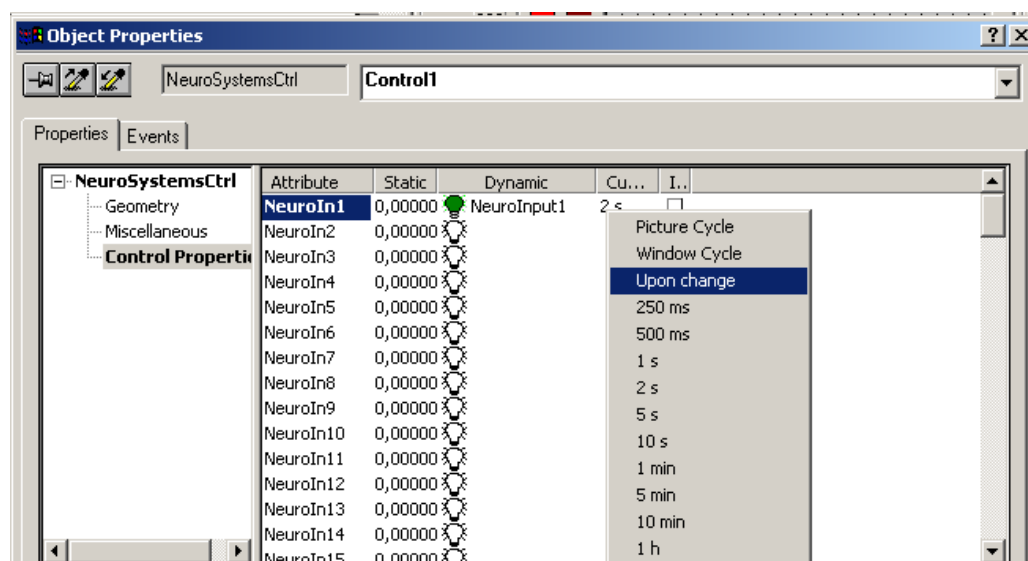 Object Properties
NeuroSystemsCtrl Control1
Properties Events
NeuroSystemsCtrl
Geometry
Miscellaneous
Control Properti
Attribute Static Dynamic Cu... I..
NeuroIn1 0,00000 NeuroInput1 2 s
NeuroIn2 0,00000
NeuroIn3 0,00000
NeuroIn4 0,00000
NeuroIn5 0,00000
NeuroIn6 0,00000
NeuroIn7 0,00000
NeuroIn8 0,00000
NeuroIn9 0,00000
NeuroIn10 0,00000
NeuroIn11 0,00000
NeuroIn12 0,00000
NeuroIn13 0,00000
NeuroIn14 0,00000
NeuroIn15 0,00000
Picture Cycle
Window Cycle
Upon change
250 ms
500 ms
1 s
2 s
5 s
10 s
1 min
5 min
10 min
1 h